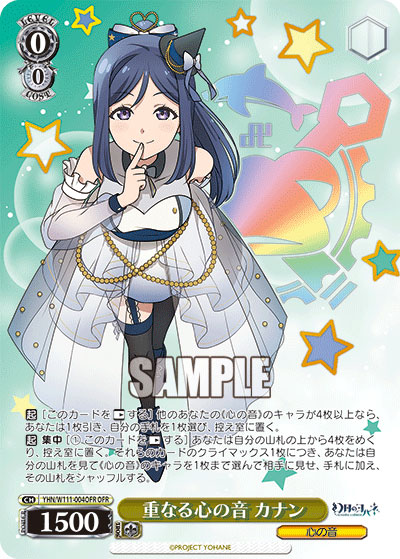 LEVEL
0
0
COST
SAMPLE
起［このカードを する］他のあなたの《心の音》のキャラが4枚以上なら、
あなたは1枚引き、自分の手札を1枚選び、控え室に置く。
起 集中［① このカードを する］あなたは自分の山札の上から4枚をめく
り、控え室に置く。それらのカードのクライマックス1枚につき、あなたは自
分の山札を見て《心の音》のキャラを1枚まで選んで相手に見せ、手札に加え、
その山札をシャッフルする。
CH YHN/W111-004OFR OFR
1500
重なる心の音 カナン
心の音
幻日のヨハネ
©PROJECT YOHANE